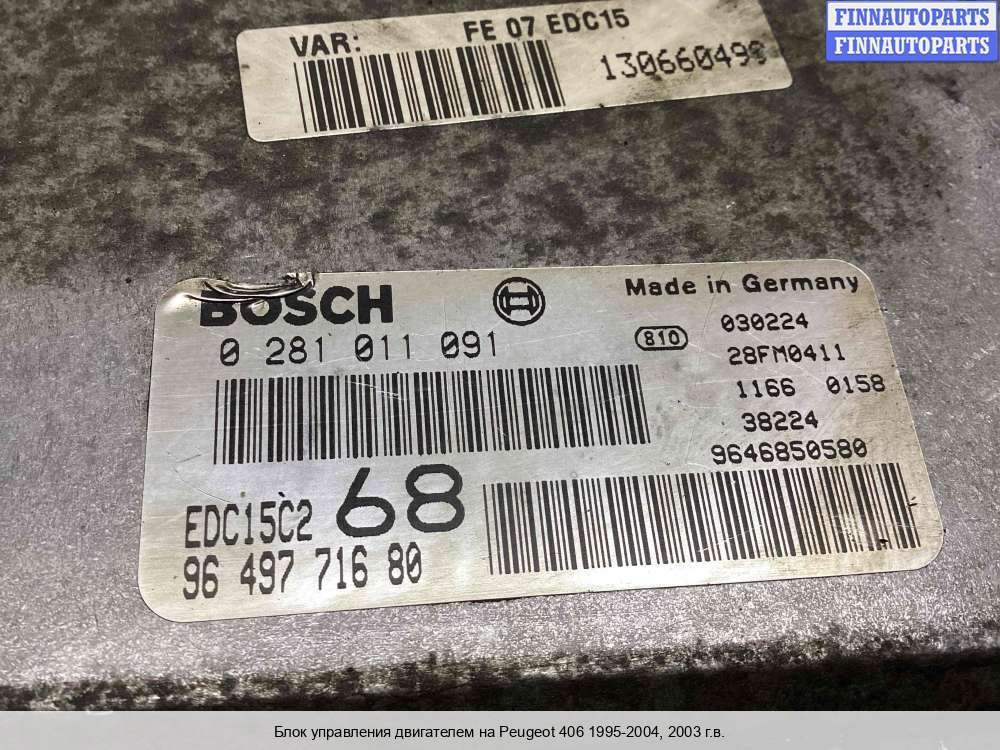 FINNAUTOPARTS
FINNAUTOPARTS
VAR: FE 07 EDC15
BOSCH
Made in Germany
0 281 011 091
810
030224
28FM0411
1166 0158
38224
9646850580
EDC15C2 68
96 497 716 80
Блок управления двигателем на Peugeot 406 1995-2004, 2003 г.в.